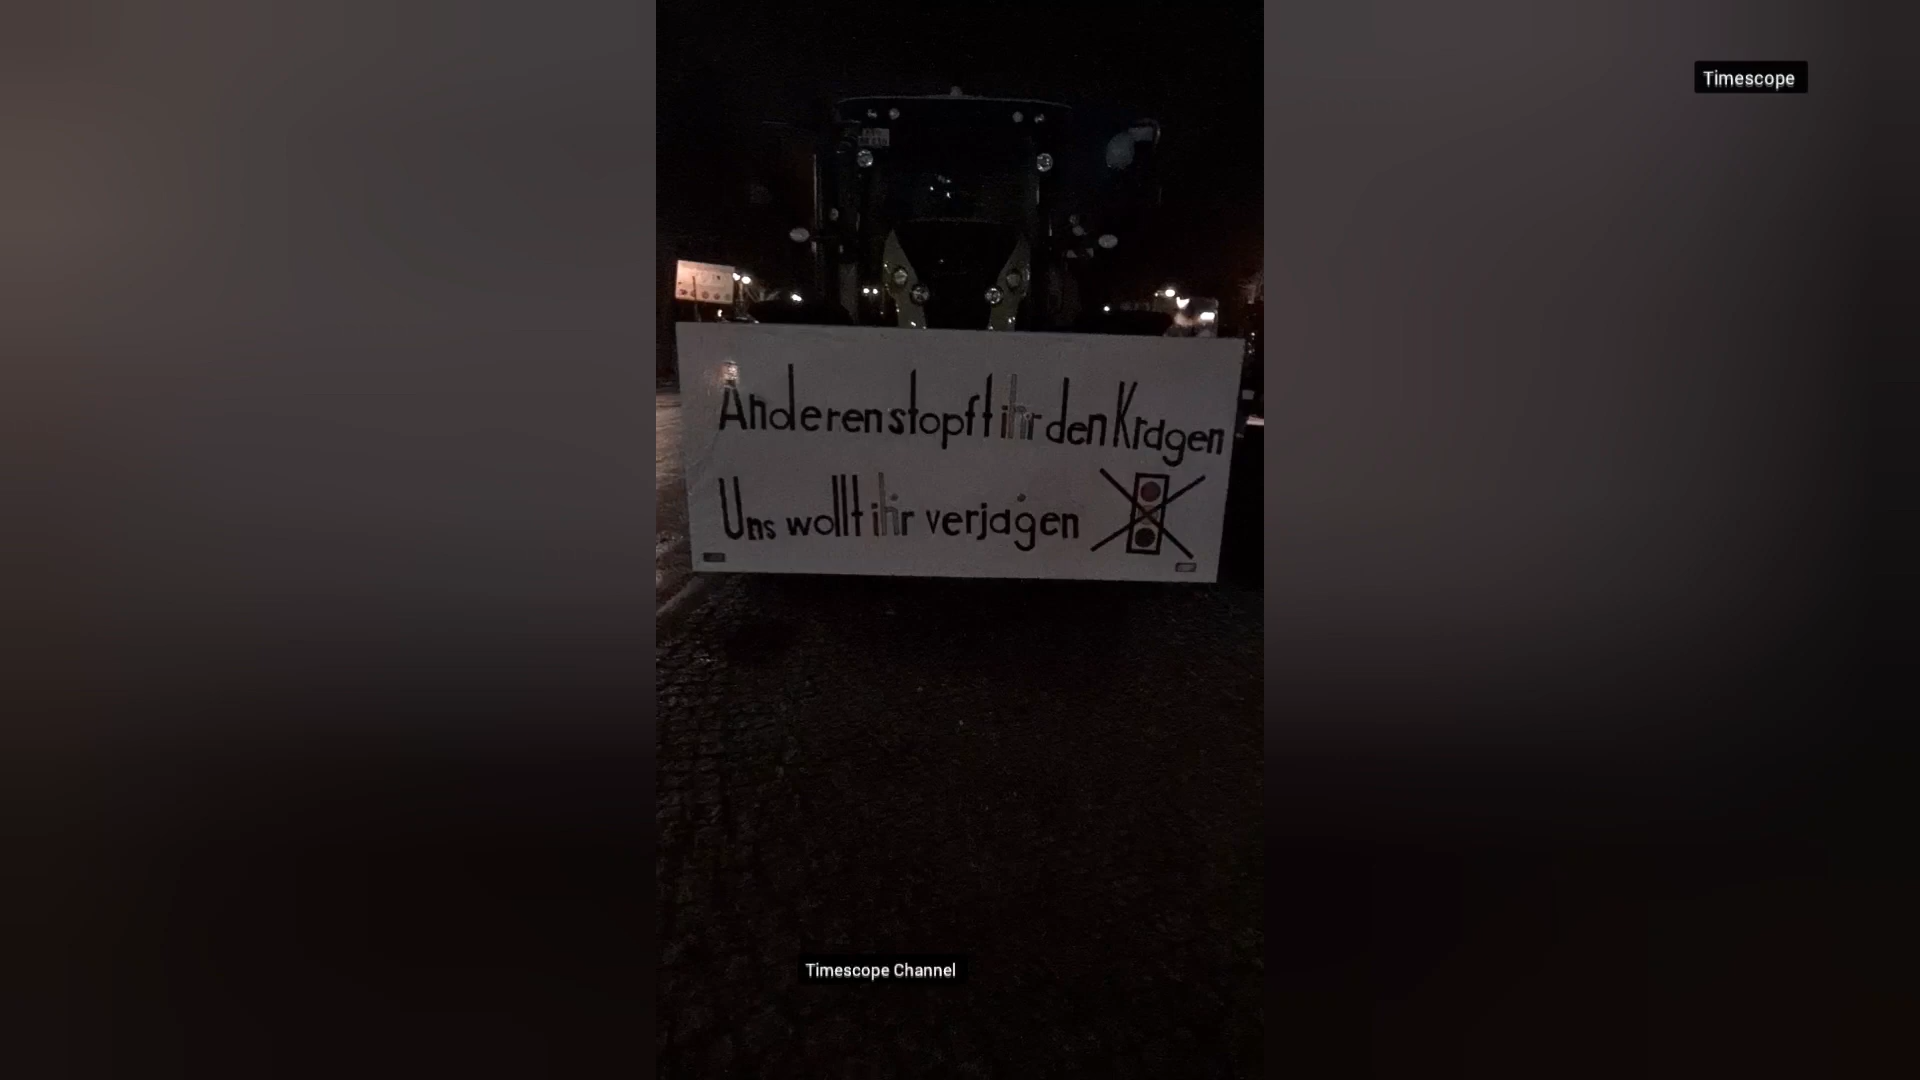 Timescope
Anderen stopft ihr den Kragen
Uns wollt ihr verjagen
Timescope Channel